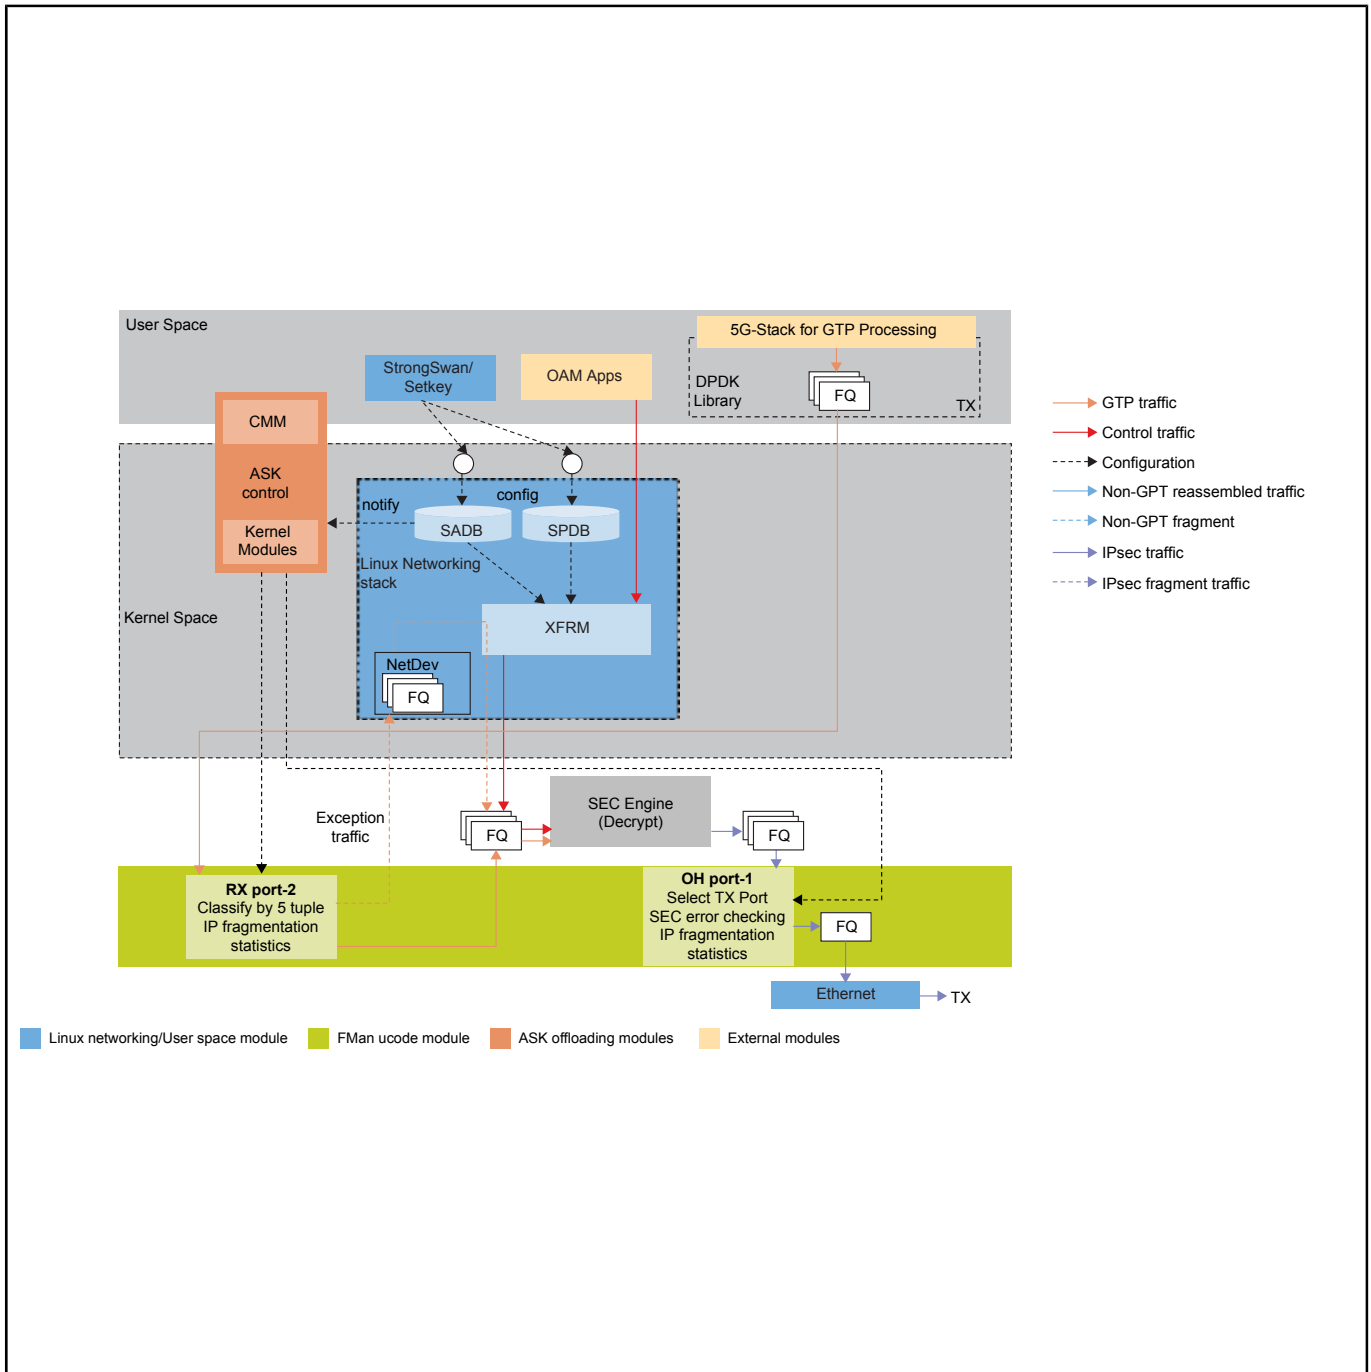 User Space
5G-Stack for GTP Processing
StrongSwan/
Setkey
OAM Apps
DPDK
Library
FQ
TX
CMM
ASK
control
Kernel
Modules
notify
config
SADB
SPDB
Linux Networking
stack
Kernel Space
XFRM
NetDev
FQ
GTP traffic
Control traffic
Configuration
Non-GPT reassembled traffic
Non-GPT fragment
IPsec traffic
IPsec fragment traffic
Exception
traffic
FQ
SEC Engine
(Decrypt)
FQ
RX port-2
Classify by 5 tuple
IP fragmentation
statistics
OH port-1
Select TX Port
SEC error checking
IP fragmentation
statistics
FQ
Ethernet
TX
Linux networking/User space module
FMan ucode module
ASK offloading modules
External modules